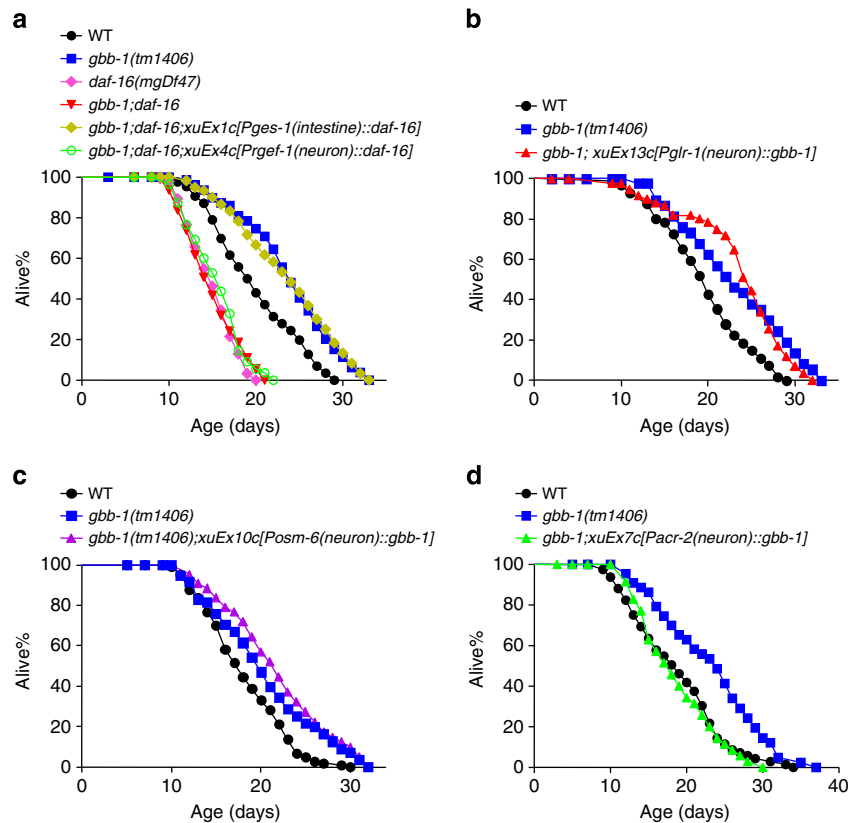 a
WT
gbb-1(tm1406)
daf-16(mgDf47)
gbb-1;daf-16
gbb-1;daf-16;xuEx1c[Pges-1(intestine)::daf-16]
gbb-1;daf-16;xuEx4c[Prgef-1(neuron)::daf-16]
100
80
60
40
20
0
Alive%
0 10 20 30
Age (days)
b
WT
gbb-1(tm1406)
gbb-1; xuEx13c[Pglr-1(neuron)::gbb-1]
100
80
60
40
20
0
Alive%
0 10 20 30
Age (days)
c
WT
gbb-1(tm1406)
gbb-1(tm1406);xuEx10c[Posm-6(neuron)::gbb-1]
100
80
60
40
20
0
Alive%
0 10 20 30
Age (days)
d
WT
gbb-1(tm1406)
gbb-1;xuEx7c[Pacr-2(neuron)::gbb-1]
100
80
60
40
20
0
Alive%
0 10 20 30 40
Age (days)